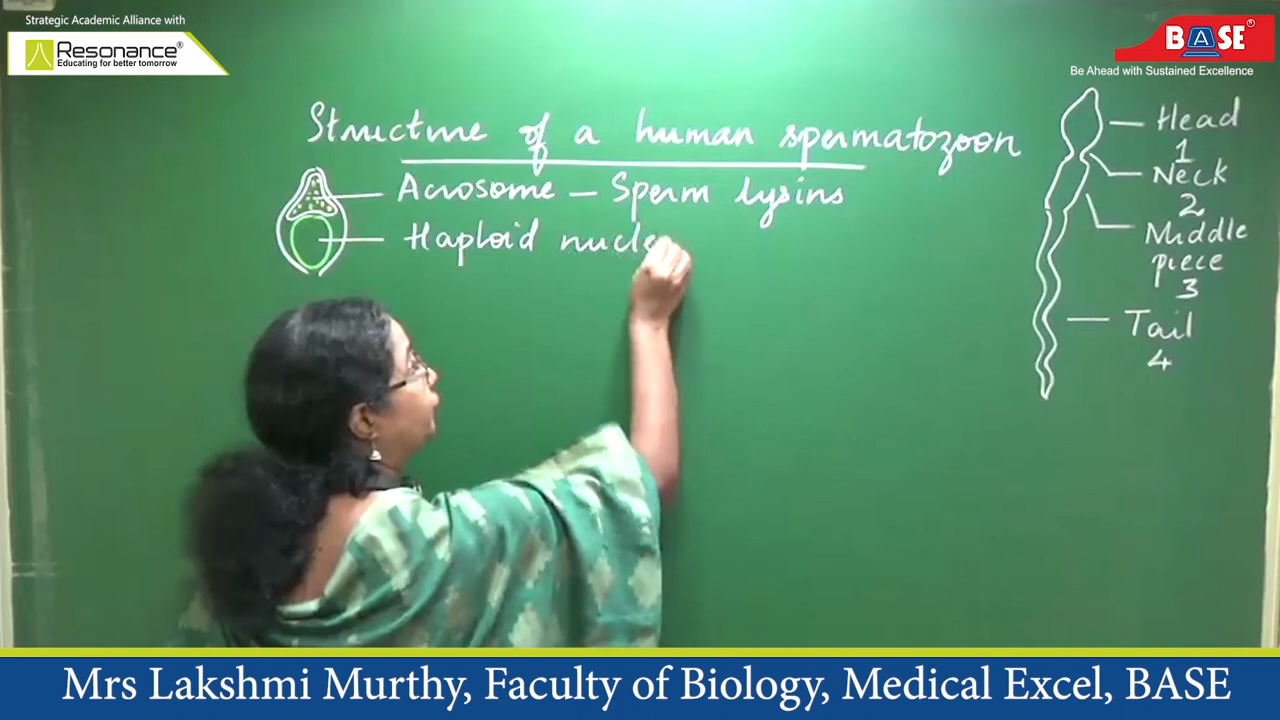 Strategic Academic Alliance with
Resonance®
Educating for better tomorrow
BASE®
Be Ahead with Sustained Excellence
Structure of a human spermatozoon
Acrosome – Sperm lysins
Haploid nucle
Head
1
Neck
2
Middle
piece
3
Tail
4
Mrs Lakshmi Murthy, Faculty of Biology, Medical Excel, BASE